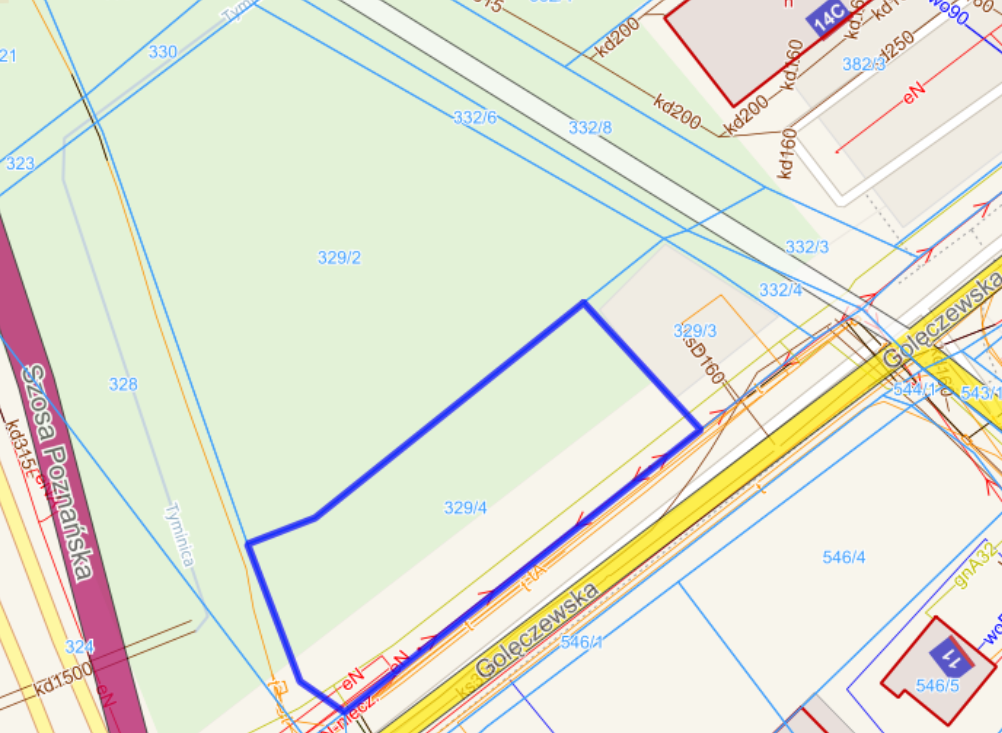 kd200
14C
wo90
kd250
kd160
330
21
382/3
eN
332/6
332/8
kd200
kd200
kd160
323
329/2
332/3
332/4
Golęczewska
329/3
ksD160
328
544/1
543/1
Szosa Poznańska
kd315
329/4
Tyminica
546/4
gnA32
Golęczewska
546/1
324
eN
eN
kd1500
eN
11
546/5